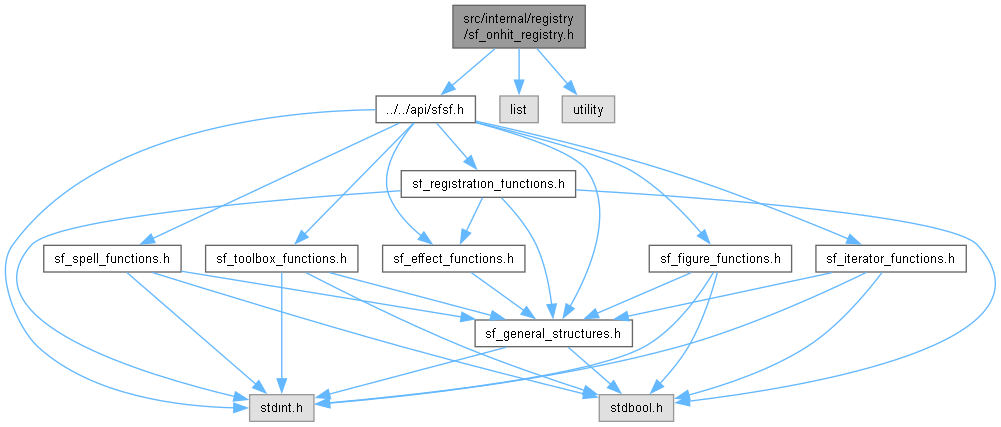 src/internal/registry
/sf_onhit_registry.h
../../api/sfsf.h
list
utility
sf_registration_functions.h
sf_spell_functions.h
sf_toolbox_functions.h
sf_effect_functions.h
sf_figure_functions.h
sf_iterator_functions.h
sf_general_structures.h
stdint.h
stdbool.h